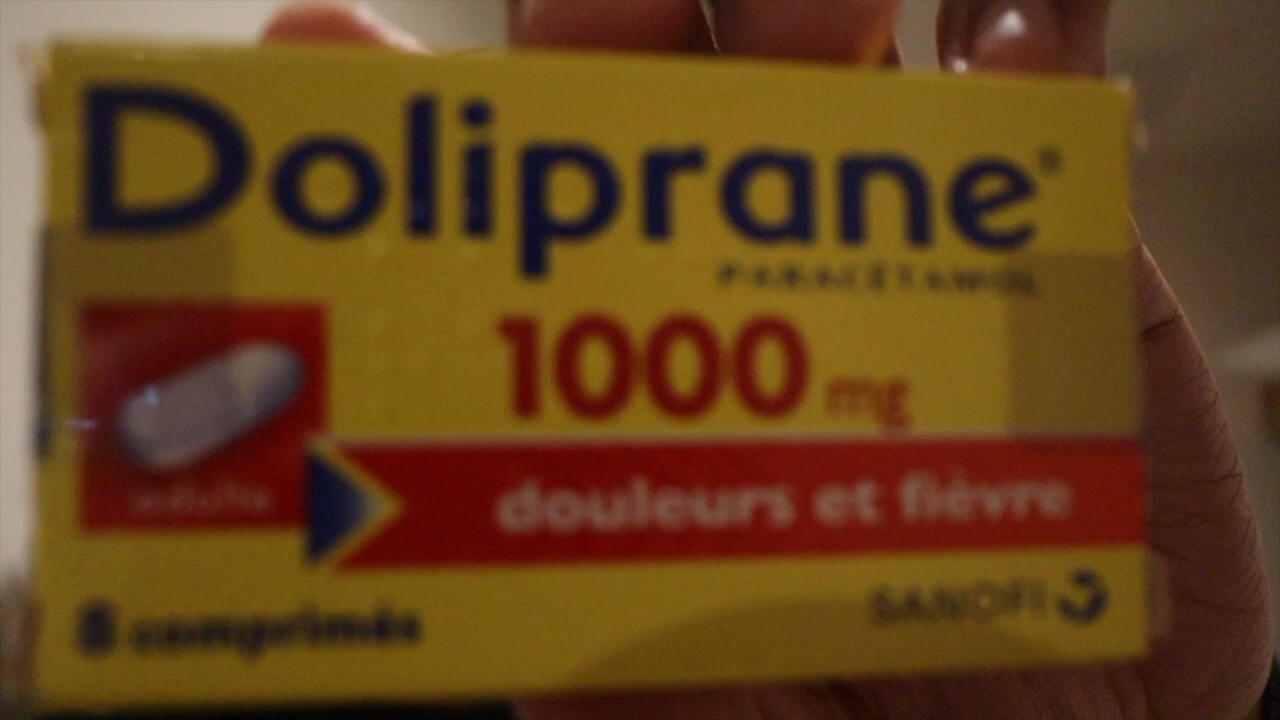 Doliprane®
PARACÉTAMOL
1000 mg
adulte
douleurs et fièvre
8 comprimés
SANOFI